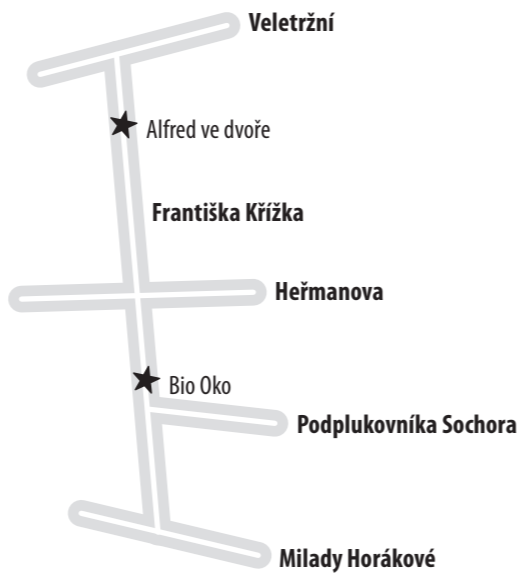 Veletržní
Alfred ve dvoře
Františka Křížka
Heřmanova
Bio Oko
Podplukovníka Sochora
Milady Horákové